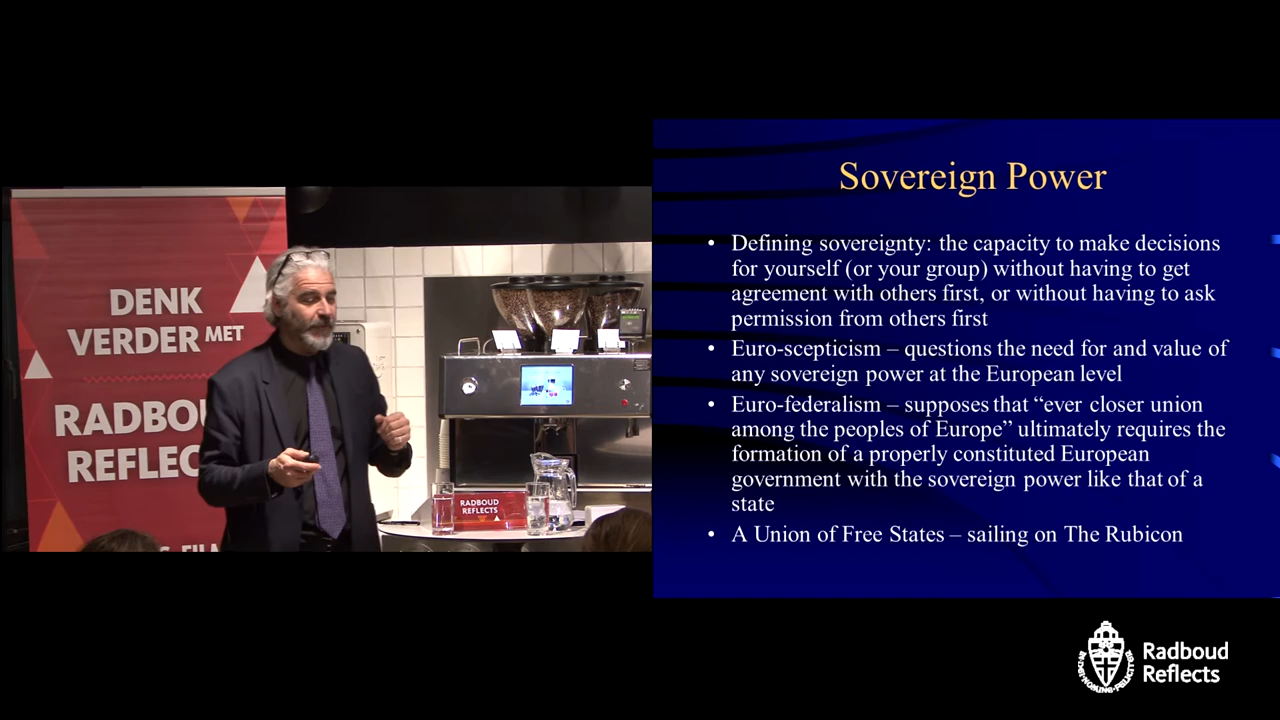 DENK
VERDER MET
RADBOU
REFLEC
RADBOUD
REFLECTS
Sovereign Power
• Defining sovereignty: the capacity to make decisions
for yourself (or your group) without having to get
agreement with others first, or without having to ask
permission from others first
• Euro-scepticism – questions the need for and value of
any sovereign power at the European level
• Euro-federalism – supposes that “ever closer union
among the peoples of Europe” ultimately requires the
formation of a properly constituted European
government with the sovereign power like that of a
state
• A Union of Free States – sailing on The Rubicon
Radboud
Reflects